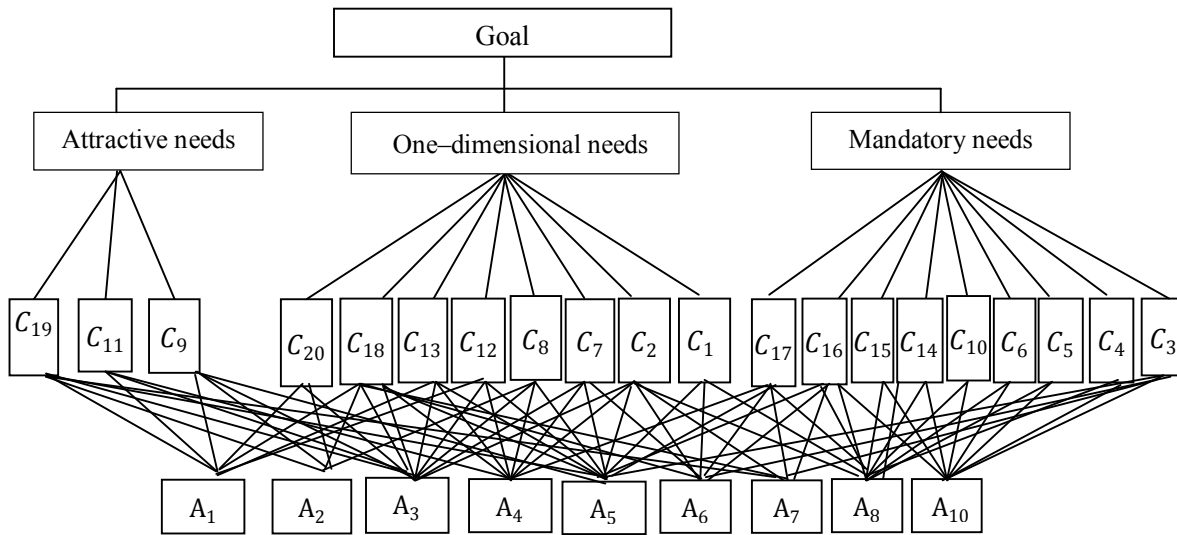 Goal
Attractive needs One–dimensional needs Mandatory needs
C₁₉ C₁₁ C₉ C₂₀ C₁₈ C₁₃ C₁₂ C₈ C₇ C₂ C₁ C₁₇ C₁₆ C₁₅ C₁₄ C₁₀ C₆ C₅ C₄ C₃
A₁ A₂ A₃ A₄ A₅ A₆ A₇ A₈ A₁₀